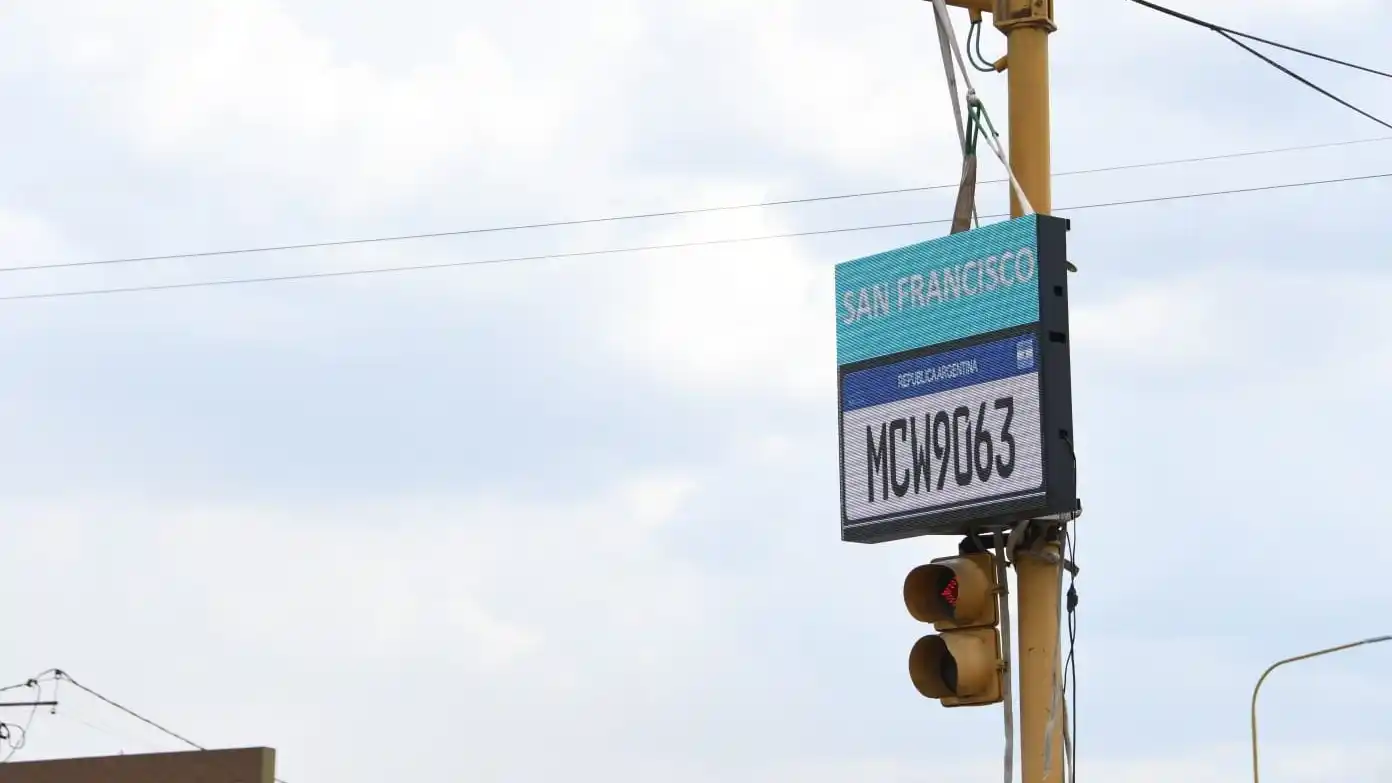 SAN FRANCISCO
REPUBLICA ARGENTINA
MCW9063